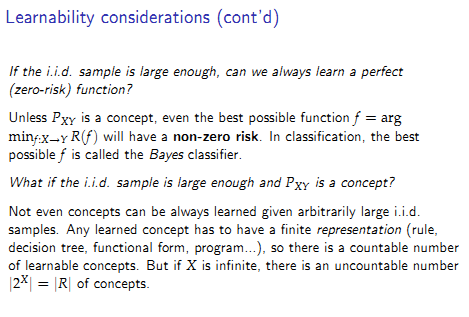 Learnability considerations (cont'd)
If the i.i.d. sample is large enough, can we always learn a perfect
(zero-risk) function?
Unless P_XY is a concept, even the best possible function f = arg
min_{f:X→Y} R(f) will have a non-zero risk. In classification, the best
possible f is called the Bayes classifier.
What if the i.i.d. sample is large enough and P_XY is a concept?
Not even concepts can be always learned given arbitrarily large i.i.d.
samples. Any learned concept has to have a finite representation (rule,
decision tree, functional form, program...), so there is a countable number
of learnable concepts. But if X is infinite, there is an uncountable number
|2^X| = |R| of concepts.